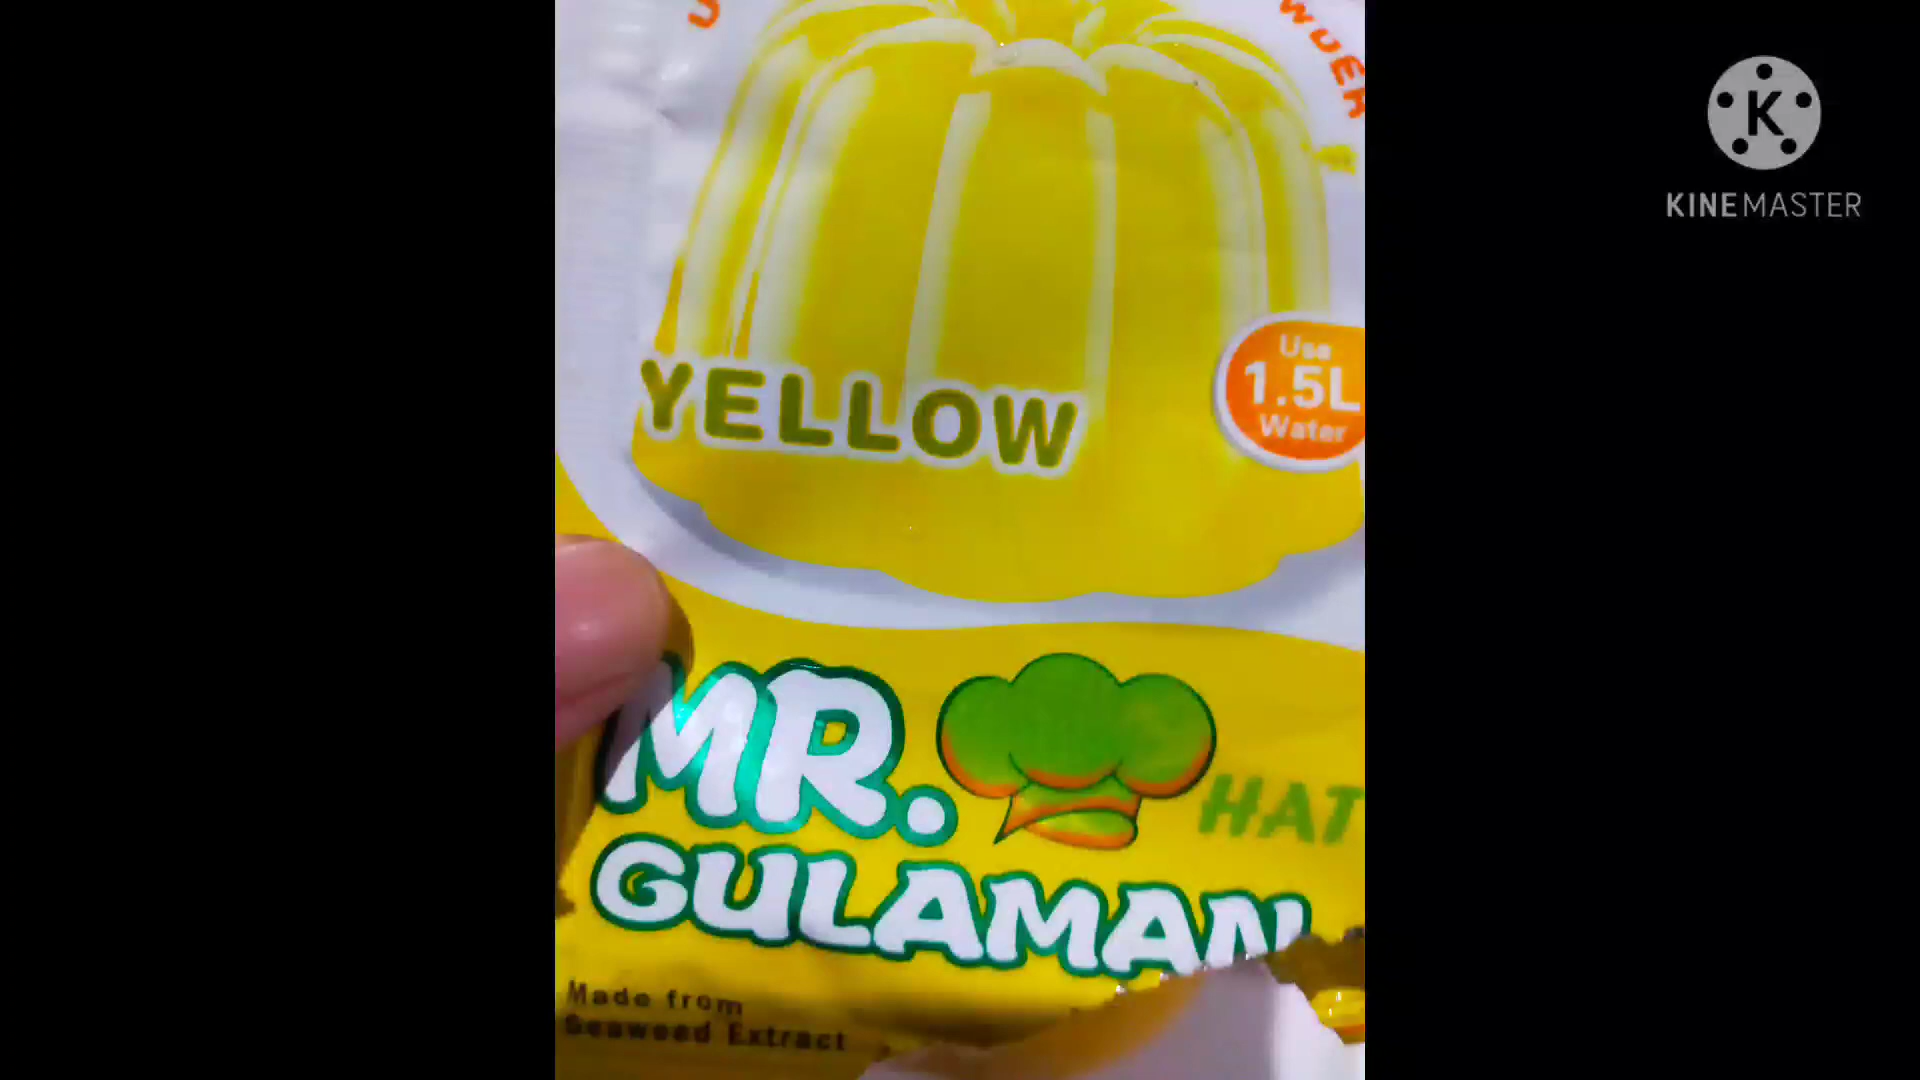 YELLOW
Use
1.5L
Water
MR.
HAT
GULAMAN
Made from
Seaweed Extract
K
KINEMASTER